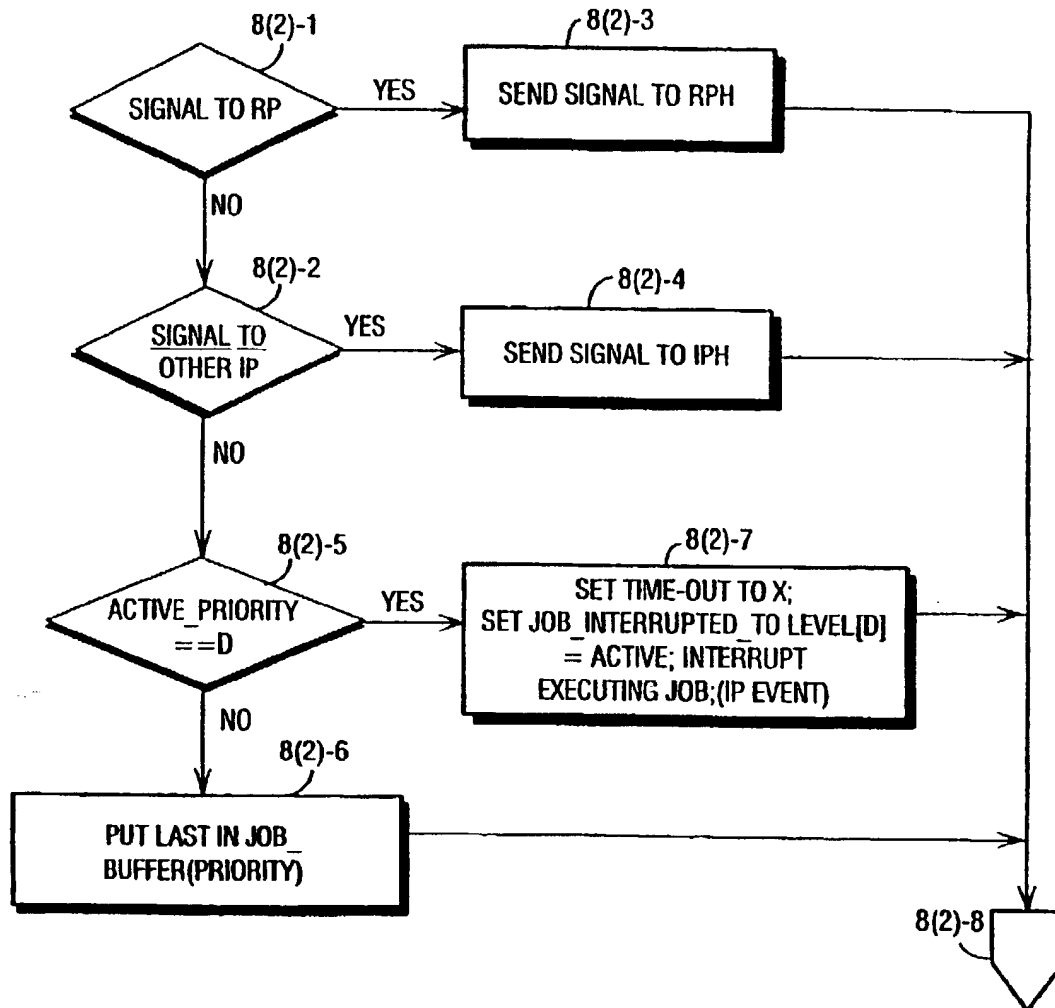 8(2)-1
SIGNAL TO RP
YES
8(2)-3
SEND SIGNAL TO RPH
NO
8(2)-2
SIGNAL TO
OTHER IP
YES
8(2)-4
SEND SIGNAL TO IPH
NO
8(2)-5
ACTIVE_PRIORITY
==D
YES
8(2)-7
SET TIME-OUT TO X;
SET JOB_INTERRUPTED_TO LEVEL[D]
= ACTIVE; INTERRUPT
EXECUTING JOB;(IP EVENT)
NO
8(2)-6
PUT LAST IN JOB_
BUFFER(PRIORITY)
8(2)-8